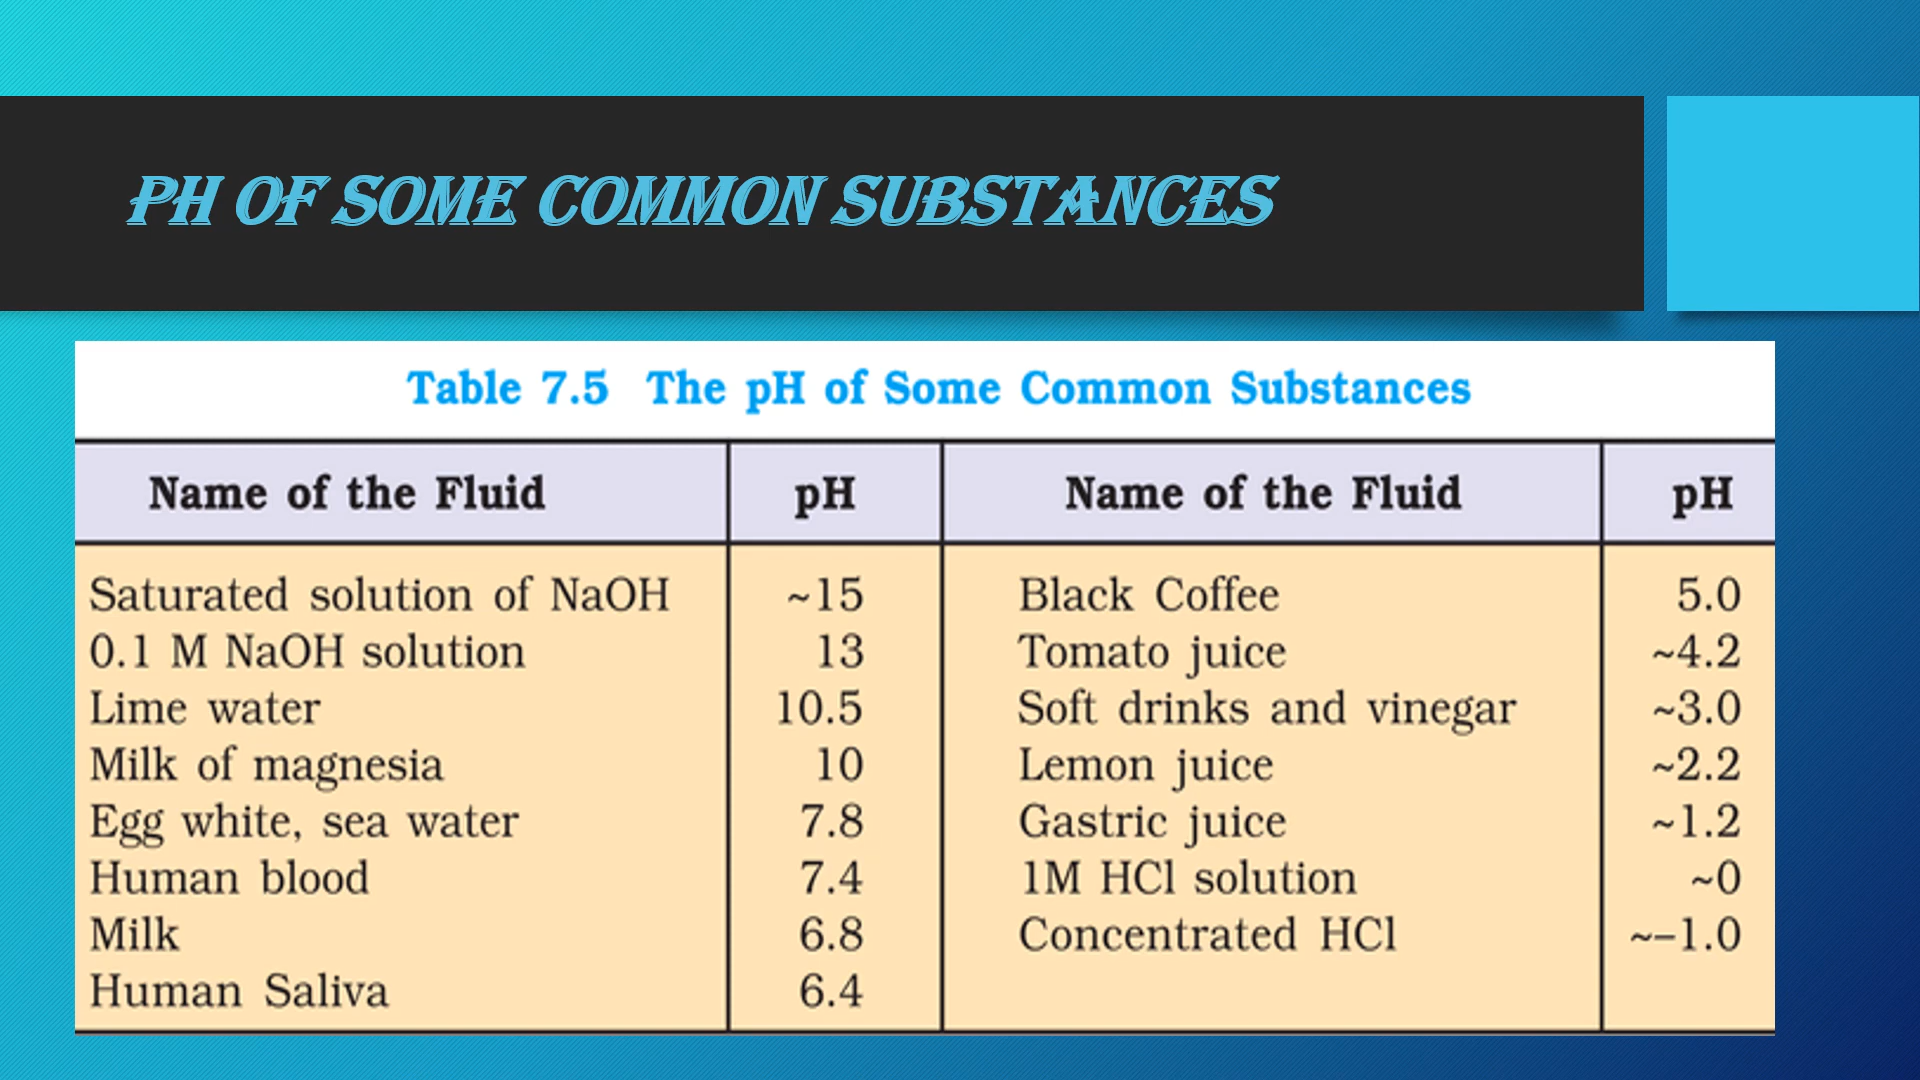 PH OF SOME COMMON SUBSTANCES
Table 7.5 The pH of Some Common Substances
Name of the Fluid pH Name of the Fluid pH
Saturated solution of NaOH ~15 Black Coffee 5.0
0.1 M NaOH solution 13 Tomato juice ~4.2
Lime water 10.5 Soft drinks and vinegar ~3.0
Milk of magnesia 10 Lemon juice ~2.2
Egg white, sea water 7.8 Gastric juice ~1.2
Human blood 7.4 1M HCl solution ~0
Milk 6.8 Concentrated HCl ~–1.0
Human Saliva 6.4